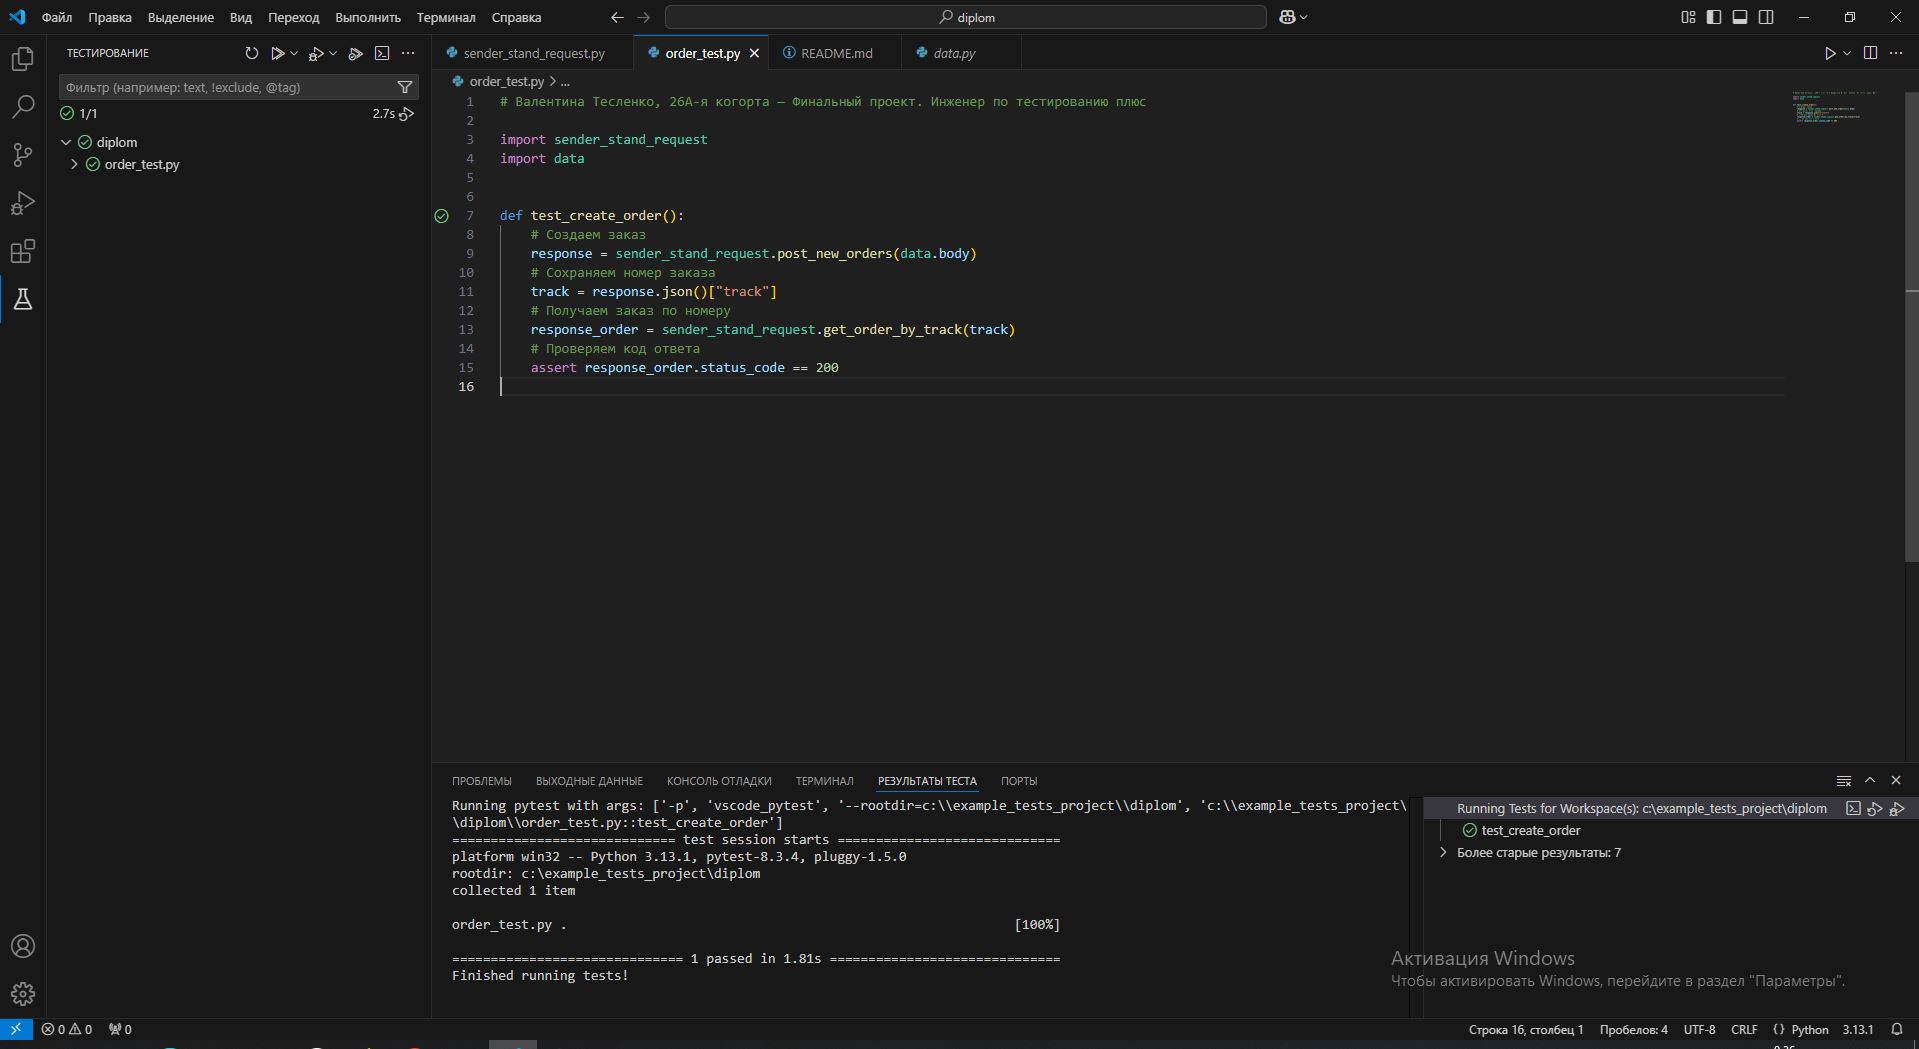 Файл Правка Выделение Вид Переход Выполнить Терминал Справка diplom
ТЕСТИРОВАНИЕ
Фильтр (например: text, !exclude, @tag)
1/1 2.7s
diplom
order_test.py
sender_stand_request.py order_test.py README.md data.py
order_test.py > ...
1 # Валентина Тесленко, 26А-я когорта — Финальный проект. Инженер по тестированию плюс
2
3 import sender_stand_request
4 import data
5
6
7 def test_create_order():
8 # Создаем заказ
9 response = sender_stand_request.post_new_orders(data.body)
10 # Сохраняем номер заказа
11 track = response.json()["track"]
12 # Получаем заказ по номеру
13 response_order = sender_stand_request.get_order_by_track(track)
14 # Проверяем код ответа
15 assert response_order.status_code == 200
16
ПРОБЛЕМЫ ВЫХОДНЫЕ ДАННЫЕ КОНСОЛЬ ОТЛАДКИ ТЕРМИНАЛ РЕЗУЛЬТАТЫ ТЕСТА ПОРТЫ
Running pytest with args: ['-p', 'vscode_pytest', '--rootdir=c:\\example_tests_project\\diplom', 'c:\\example_tests_project\
\diplom\\order_test.py::test_create_order']
============================= test session starts =============================
platform win32 -- Python 3.13.1, pytest-8.3.4, pluggy-1.5.0
rootdir: c:\example_tests_project\diplom
collected 1 item
order_test.py . [100%]
============================== 1 passed in 1.81s ==============================
Finished running tests!
Running Tests for Workspace(s): c:\example_tests_project\diplom
test_create_order
Более старые результаты: 7
Активация Windows
Чтобы активировать Windows, перейдите в раздел "Параметры".
0 0 0 Строка 16, столбец 1 Пробелов: 4 UTF-8 CRLF {} Python 3.13.1